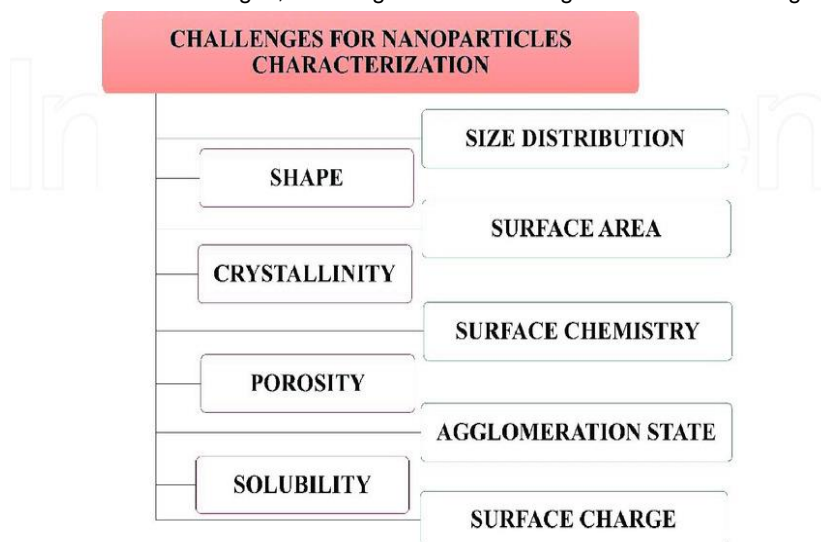 CHALLENGES FOR NANOPARTICLES
CHARACTERIZATION
SIZE DISTRIBUTION
SHAPE
SURFACE AREA
CRYSTALLINITY
SURFACE CHEMISTRY
POROSITY
AGGLOMERATION STATE
SOLUBILITY
SURFACE CHARGE